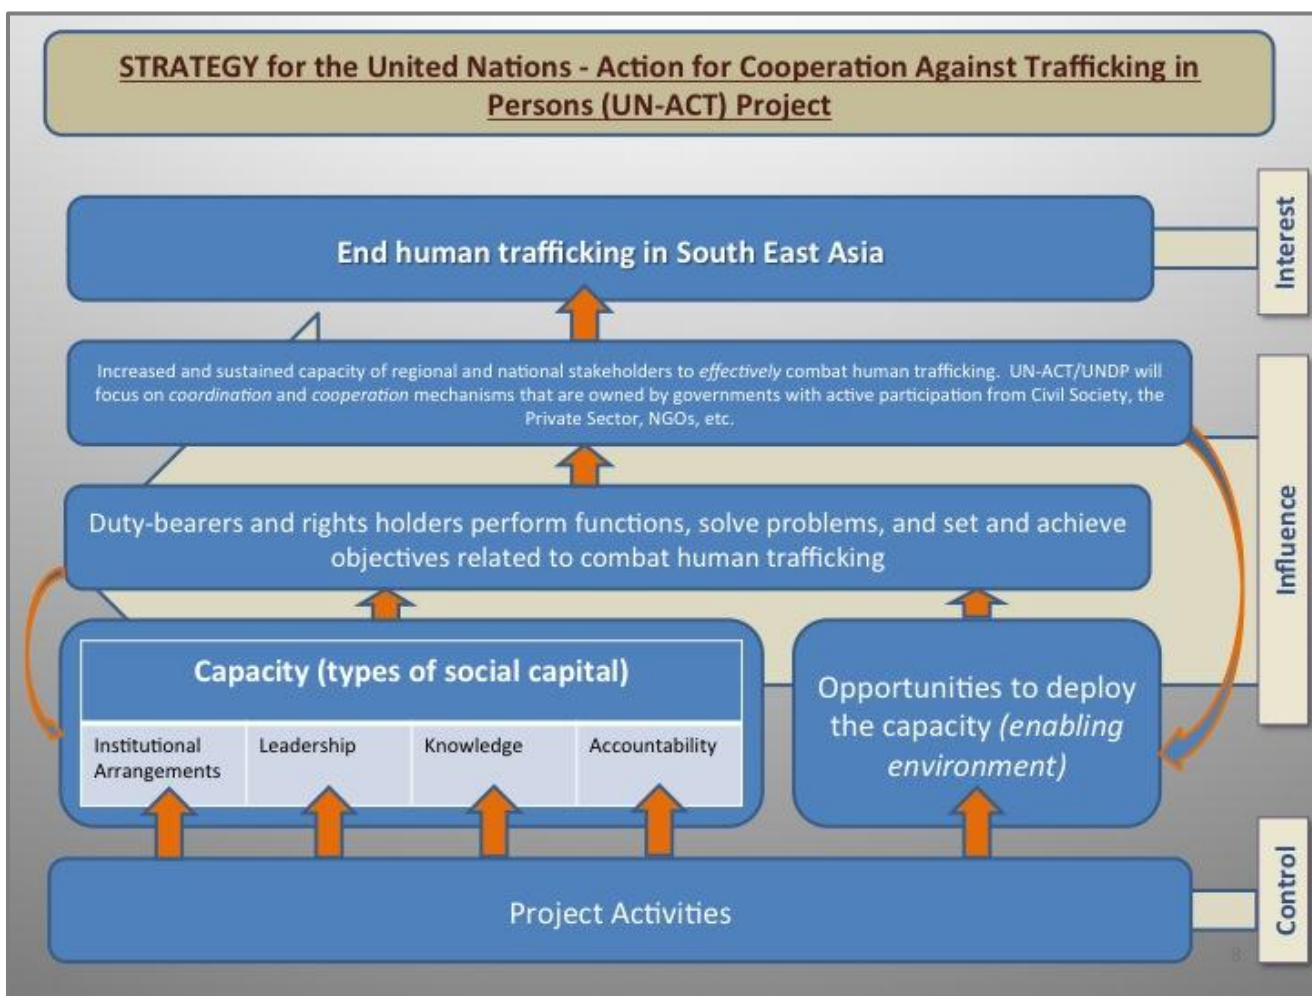 STRATEGY for the United Nations - Action for Cooperation Against Trafficking in
Persons (UN-ACT) Project
Interest
End human trafficking in South East Asia
Increased and sustained capacity of regional and national stakeholders to effectively combat human trafficking. UN-ACT/UNDP will
focus on coordination and cooperation mechanisms that are owned by governments with active participation from Civil Society, the
Private Sector, NGOs, etc.
Influence
Duty-bearers and rights holders perform functions, solve problems, and set and achieve
objectives related to combat human trafficking
Capacity (types of social capital)
Institutional
Arrangements
Leadership
Knowledge
Accountability
Opportunities to deploy
the capacity (enabling
environment)
Project Activities
Control
8